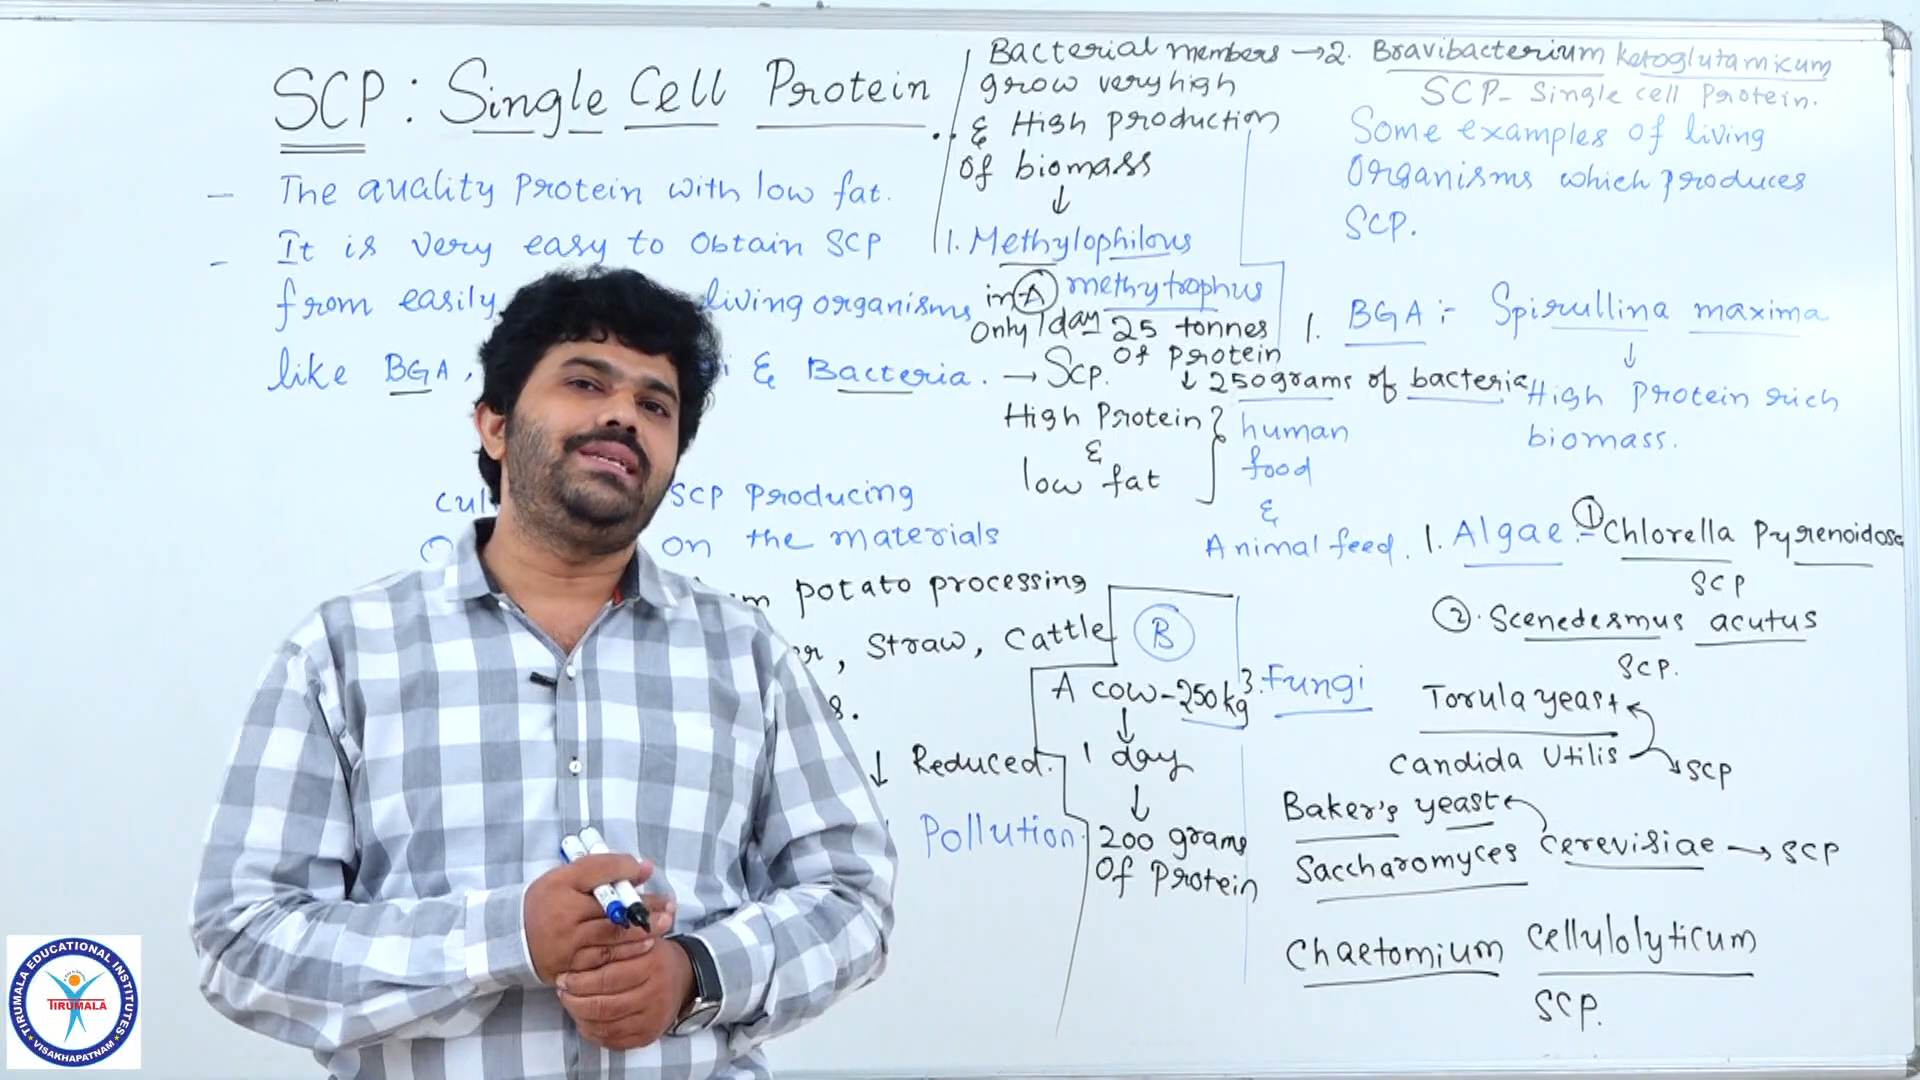 SCP : Single Cell Protein
– The quality Protein with low fat.
– It is very easy to Obtain SCP
from easily living organisms
like BGA, & Bacteria. → SCP.
High Protein
&
low fat
human
food
&
Animal feed.
SCP Producing
on the materials
potato processing
, Straw, Cattle
↓ Reduced.
Pollution.
Bacterial members → 2. Bravibacterium ketoglutamicum
grow very high
& High production
Of biomass
↓
1. Methylophilous
methytrophus
in A
Only 1 day 25 tonnes
Of protein
↓ 250 grams of bacteria
B
A cow - 250kg
↓
1 day
↓
200 grams
Of Protein
SCP - Single cell Protein.
Some examples of living
Organisms which produces
SCP.
1. BGA :- Spirullina maxima
↓
High Protein rich
biomass.
1. Algae :- ① Chlorella Pyrenoidosa
SCP
②. Scenedesmus acutus
SCP.
3. Fungi
Torula yeast
Candida Utilis → SCP
Baker's yeast
Saccharomyces Cerevisiae → SCP
Chaetomium Cellulolyticum
SCP.
TIRUMALA EDUCATIONAL INSTITUTES
TIRUMALA
★ VISAKHAPATNAM ★